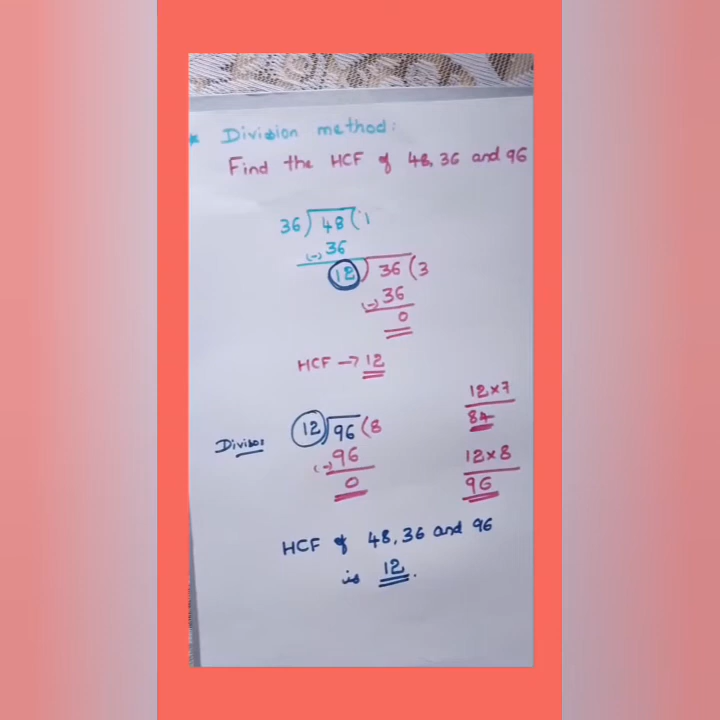 * Division method:
Find the HCF of 48, 36 and 96
36) 48 (1
(-) 36
12) 36 (3
(-) 36
0
HCF → 12
12×7
84
Divisor 12) 96 (8
(-) 96
0
12×8
96
HCF of 48, 36 and 96
is 12.